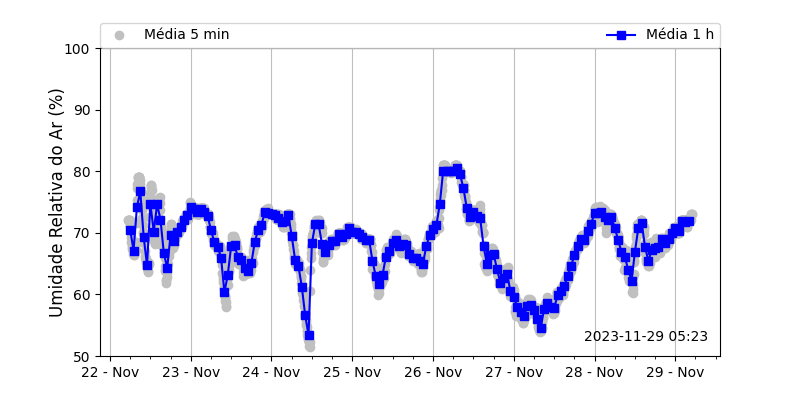 Média 5 min
Média 1 h
100
90
80
70
60
50
Umidade Relativa do Ar (%)
2023-11-29 05:23
22 - Nov
23 - Nov
24 - Nov
25 - Nov
26 - Nov
27 - Nov
28 - Nov
29 - Nov